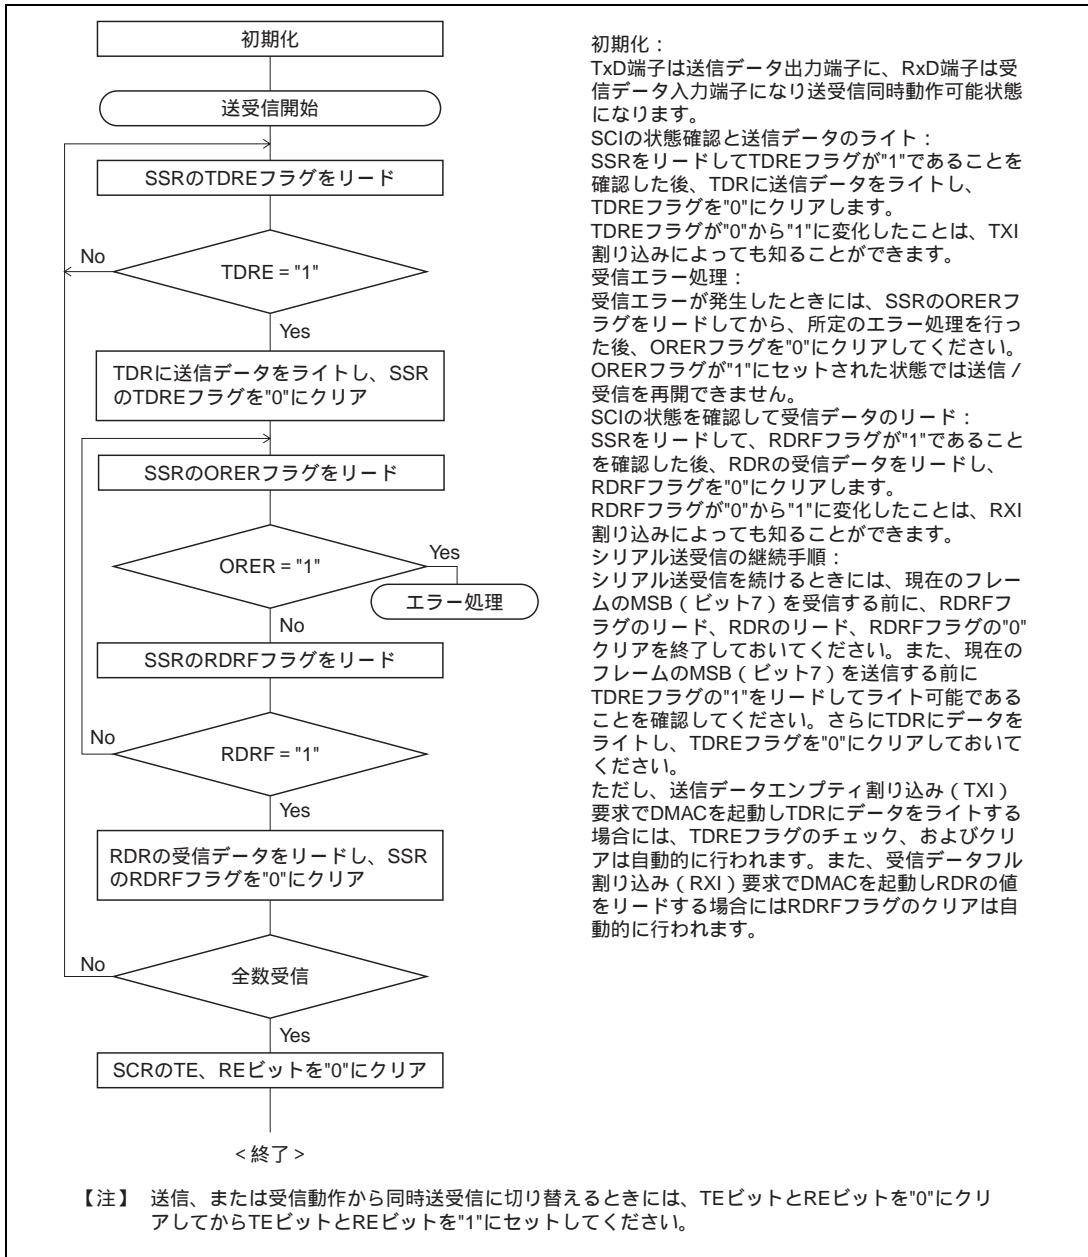 初期化
送受信開始
SSRのTDREフラグをリード
No
TDRE = "1"
Yes
TDRに送信データをライトし、SSR
のTDREフラグを"0"にクリア
SSRのORERフラグをリード
ORER = "1"
Yes
エラー処理
No
SSRのRDRFフラグをリード
No
RDRF = "1"
Yes
RDRの受信データをリードし、SSR
のRDRFフラグを"0"にクリア
No
全数受信
Yes
SCRのTE、REビットを"0"にクリア
<終了>
初期化：
TxD端子は送信データ出力端子に、RxD端子は受
信データ入力端子になり送受信同時動作可能状態
になります。
SCIの状態確認と送信データのライト：
SSRをリードしてTDREフラグが"1"であることを
確認した後、TDRに送信データをライトし、
TDREフラグを"0"にクリアします。
TDREフラグが"0"から"1"に変化したことは、TXI
割り込みによっても知ることができます。
受信エラー処理：
受信エラーが発生したときには、SSRのORERフ
ラグをリードしてから、所定のエラー処理を行っ
た後、ORERフラグを"0"にクリアしてください。
ORERフラグが"1"にセットされた状態では送信/
受信を再開できません。
SCIの状態を確認して受信データのリード：
SSRをリードして、RDRFフラグが"1"であること
を確認した後、RDRの受信データをリードし、
RDRFフラグを"0"にクリアします。
RDRFフラグが"0"から"1"に変化したことは、RXI
割り込みによっても知ることができます。
シリアル送受信の継続手順：
シリアル送受信を続けるときには、現在のフレー
ムのMSB（ビット7）を受信する前に、RDRFフ
ラグのリード、RDRのリード、RDRFフラグの"0"
クリアを終了しておいてください。また、現在の
フレームのMSB（ビット7）を送信する前に
TDREフラグの"1"をリードしてライト可能である
ことを確認してください。さらにTDRにデータを
ライトし、TDREフラグを"0"にクリアしておいて
ください。
ただし、送信データエンプティ割り込み（TXI）
要求でDMACを起動しTDRにデータをライトする
場合には、TDREフラグのチェック、およびクリ
アは自動的に行われます。また、受信データフル
割り込み（RXI）要求でDMACを起動しRDRの値
をリードする場合にはRDRFフラグのクリアは自
動的に行われます。
【注】 送信、または受信動作から同時送受信に切り替えるときには、TEビットとREビットを"0"にクリ
アしてからTEビットとREビットを"1"にセットしてください。